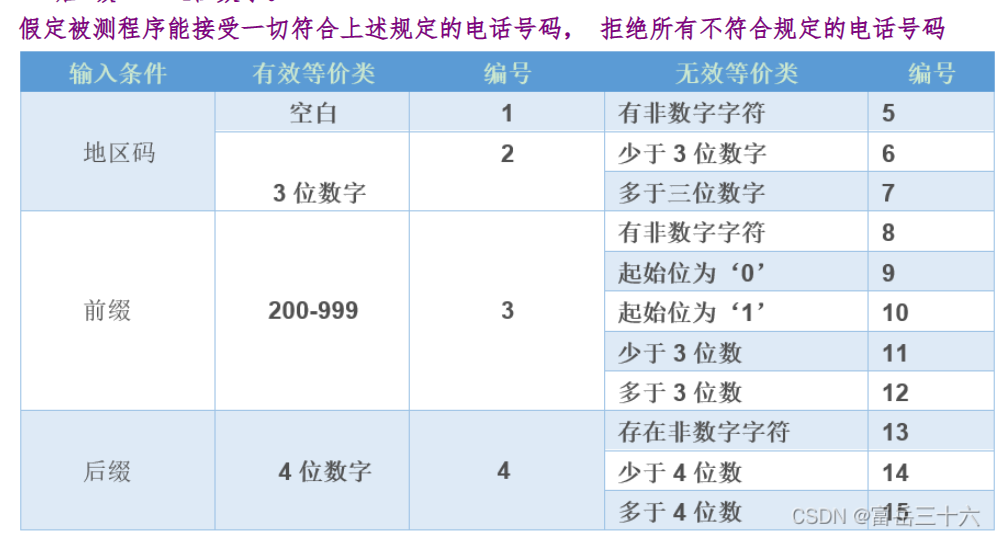 假定被测程序能接受一切符合上述规定的电话号码， 拒绝所有不符合规定的电话号码
输入条件 有效等价类 编号 无效等价类 编号
地区码 空白 1 有非数字字符 5
3 位数字 2 少于 3 位数字 6
多于三位数字 7
前缀 200-999 3 有非数字字符 8
起始位为‘0’ 9
起始位为‘1’ 10
少于 3 位数 11
多于 3 位数 12
后缀 4 位数字 4 存在非数字字符 13
少于 4 位数 14
多于 4 位数 15
CSDN @富岳三十六